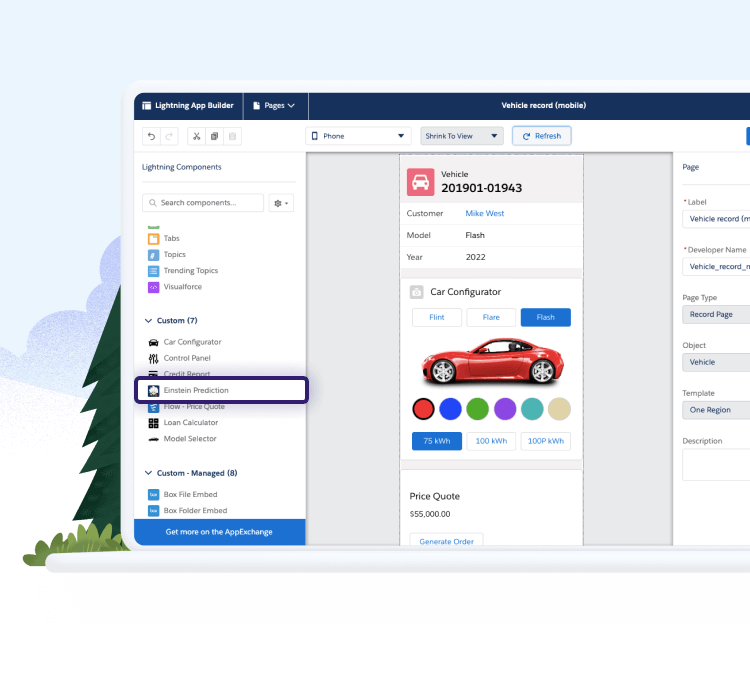 Lightning App Builder
Pages
Vehicle record (mobile)
Phone
Shrink To View
Refresh
Lightning Components
Search components...
Tabs
Topics
Trending Topics
Visualforce
Custom (7)
Car Configurator
Control Panel
Credit Report
Einstein Prediction
Flow - Price Quote
Loan Calculator
Model Selector
Custom - Managed (8)
box Box File Embed
box Box Folder Embed
Get more on the AppExchange
Vehicle
201901-01943
Customer Mike West
Model Flash
Year 2022
Car Configurator
Flint Flare Flash
75 kWh 100 kWh 100P kWh
Price Quote
$55,000.00
Generate Order
Page
* Label
Vehicle record (m
* Developer Name
Vehicle_record_m
Page Type
Record Page
Object
Vehicle
Template
One Region
Description